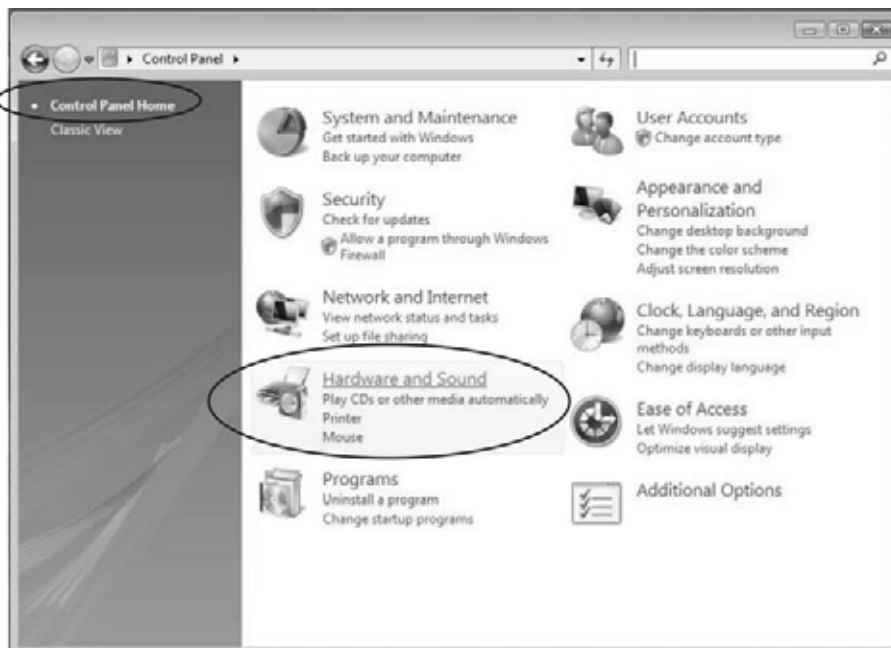 Control Panel
Control Panel Home
Classic View
System and Maintenance
Get started with Windows
Back up your computer
Security
Check for updates
Allow a program through Windows
Firewall
Network and Internet
View network status and tasks
Set up file sharing
Hardware and Sound
Play CDs or other media automatically
Printer
Mouse
Programs
Uninstall a program
Change startup programs
User Accounts
Change account type
Appearance and
Personalization
Change desktop background
Change the color scheme
Adjust screen resolution
Clock, Language, and Region
Change keyboards or other input
methods
Change display language
Ease of Access
Let Windows suggest settings
Optimize visual display
Additional Options